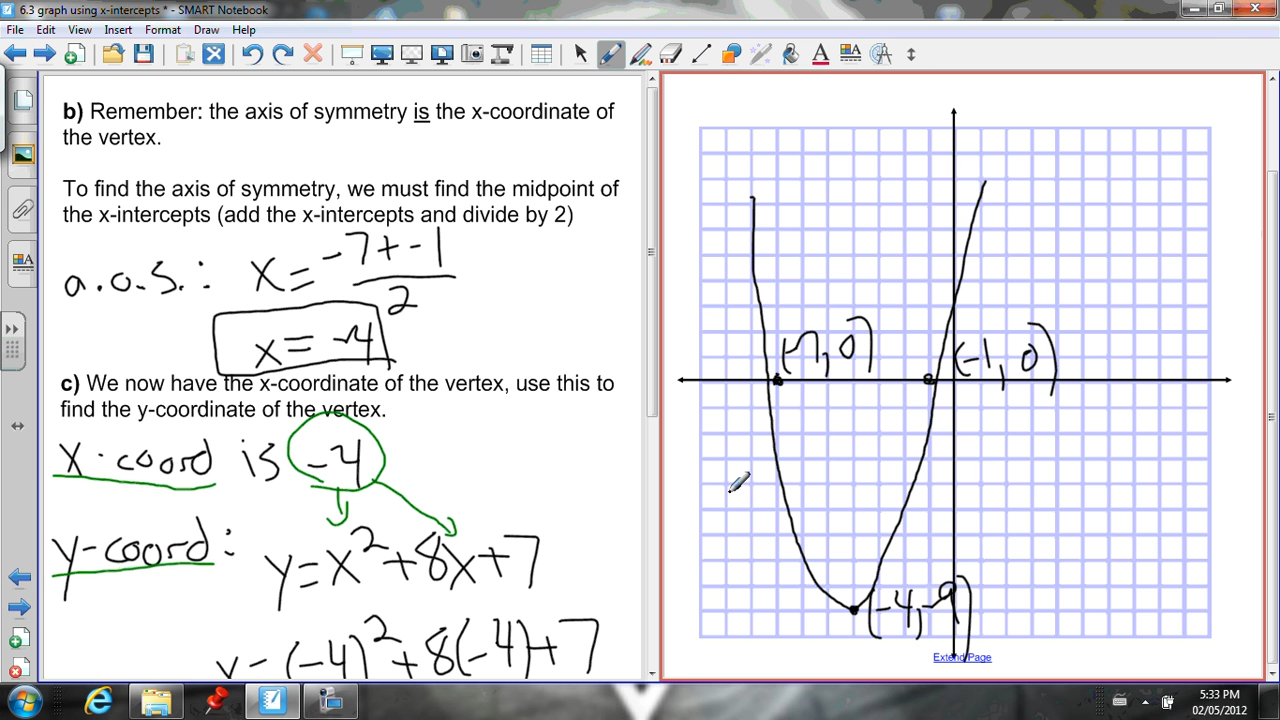 6.3 graph using x-intercepts * - SMART Notebook
File Edit View Insert Format Draw Help
b) Remember: the axis of symmetry is the x-coordinate of
the vertex.
To find the axis of symmetry, we must find the midpoint of
the x-intercepts (add the x-intercepts and divide by 2)
a.o.s.: x = -7+-1
2
x = -4
c) We now have the x-coordinate of the vertex, use this to
find the y-coordinate of the vertex.
x-coord is -4
y-coord:
y=x²+8x+7
y = (-4)²+8(-4)+7
(-7,0)
(-1,0)
(-4,-9)
Extend Page
5:33 PM
02/05/2012